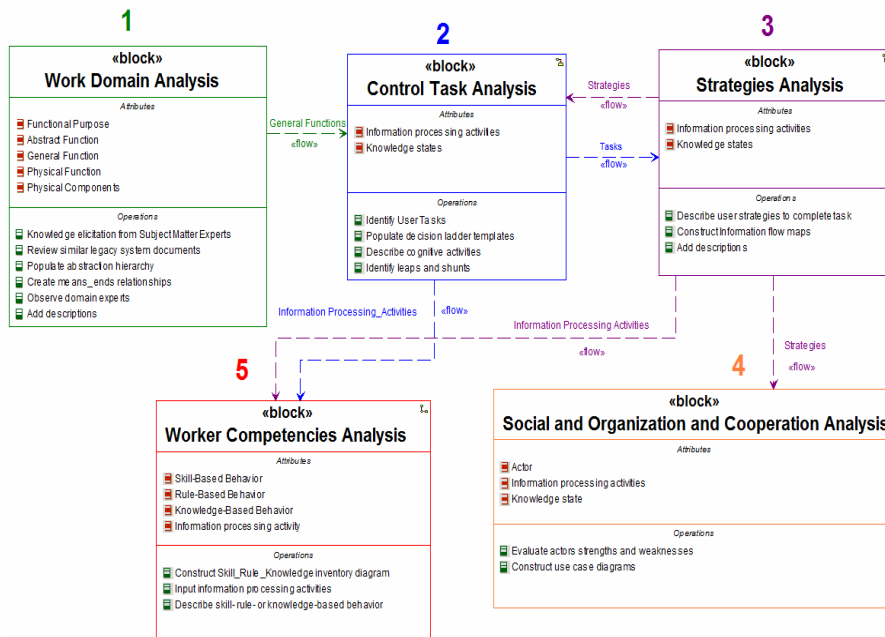 1
«block»
Work Domain Analysis
Attributes
Functional Purpose
Abstract Function
General Function
Physical Function
Physical Components
Operations
Knowledge elicitation from Subject Matter Experts
Review similar legacy system documents
Populate abstraction hierarchy
Create means_ends relationships
Observe domain experts
Add descriptions
General Functions
«flow»
2
«block»
Control Task Analysis
Attributes
Information processing activities
Knowledge states
Operations
Identify User Tasks
Populate decision ladder templates
Describe cognitive activities
Identify leaps and shunts
Strategies
«flow»
Tasks
«flow»
3
«block»
Strategies Analysis
Attributes
Information processing activities
Knowledge states
Operations
Describe user strategies to complete task
Construct Information flow maps
Add descriptions
Information Processing_Activities
«flow»
Information Processing Activities
«flow»
Strategies
«flow»
5
«block»
Worker Competencies Analysis
Attributes
Skill-Based Behavior
Rule-Based Behavior
Knowledge-Based Behavior
Information processing activity
Operations
Construct Skill_Rule_Knowledge inventory diagram
Input information processing activities
Describe skill- rule- or knowledge-based behavior
4
«block»
Social and Organization and Cooperation Analysis
Attributes
Actor
Information processing activities
Knowledge state
Operations
Evaluate actors strengths and weaknesses
Construct use case diagrams